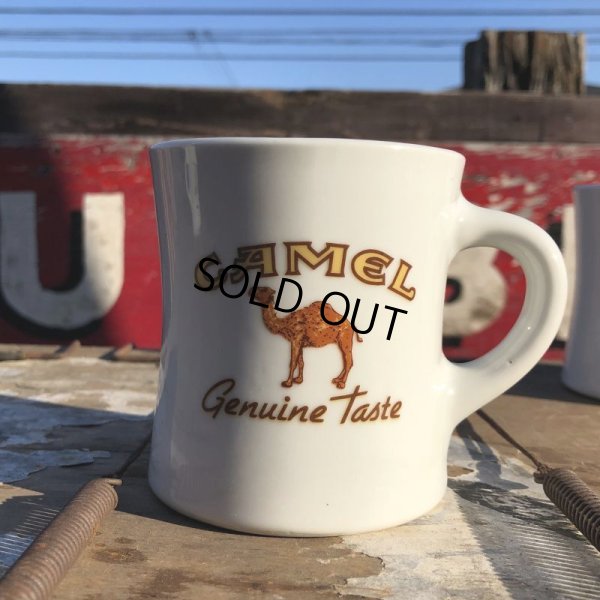 CAMEL
SOLD OUT
Genuine Taste